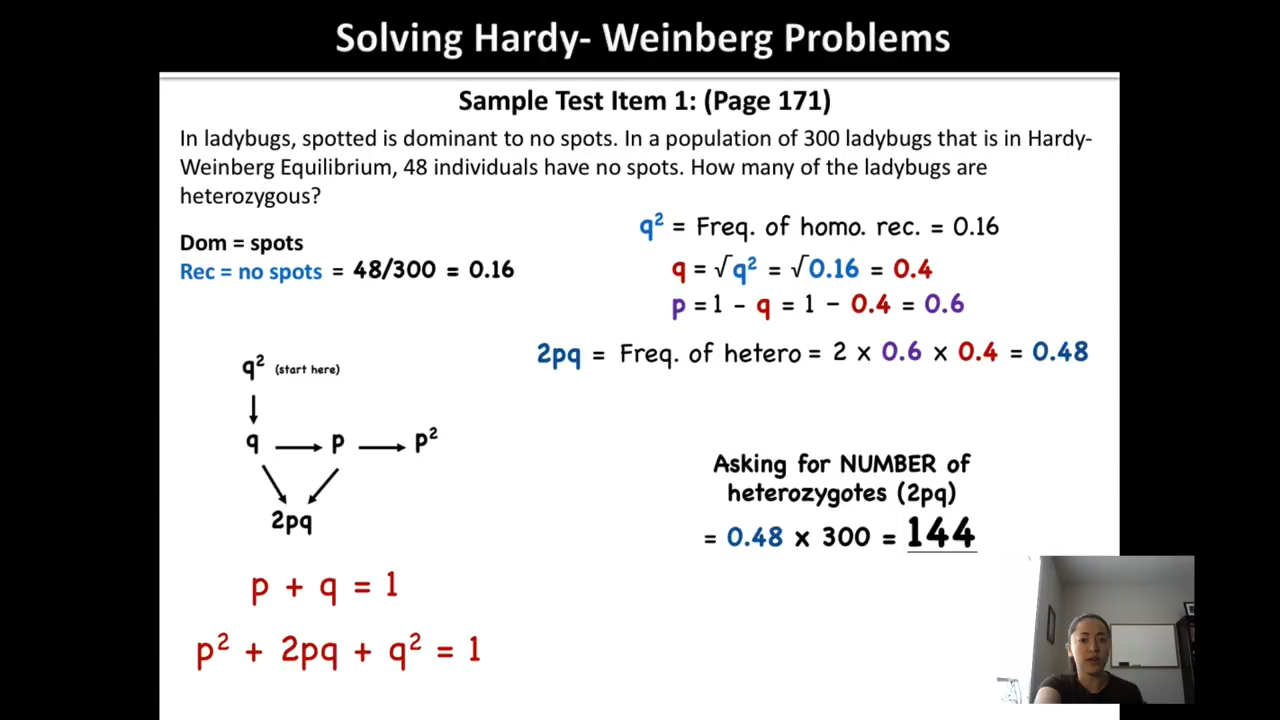 Solving Hardy- Weinberg Problems
Sample Test Item 1: (Page 171)
In ladybugs, spotted is dominant to no spots. In a population of 300 ladybugs that is in Hardy-
Weinberg Equilibrium, 48 individuals have no spots. How many of the ladybugs are
heterozygous?
Dom = spots
Rec = no spots = 48/300 = 0.16
q² = Freq. of homo. rec. = 0.16
q = √q² = √0.16 = 0.4
p = 1 - q = 1 - 0.4 = 0.6
2pq = Freq. of hetero = 2 x 0.6 x 0.4 = 0.48
q² (start here)
q p p²
2pq
p + q = 1
p² + 2pq + q² = 1
Asking for NUMBER of
heterozygotes (2pq)
= 0.48 x 300 = 144